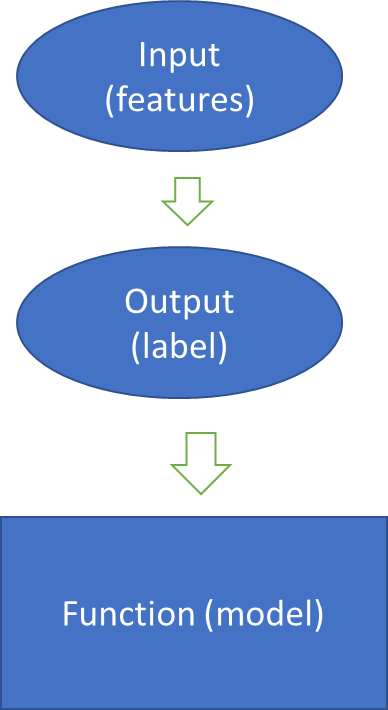 Input
(features)
Output
(label)
Function (model)